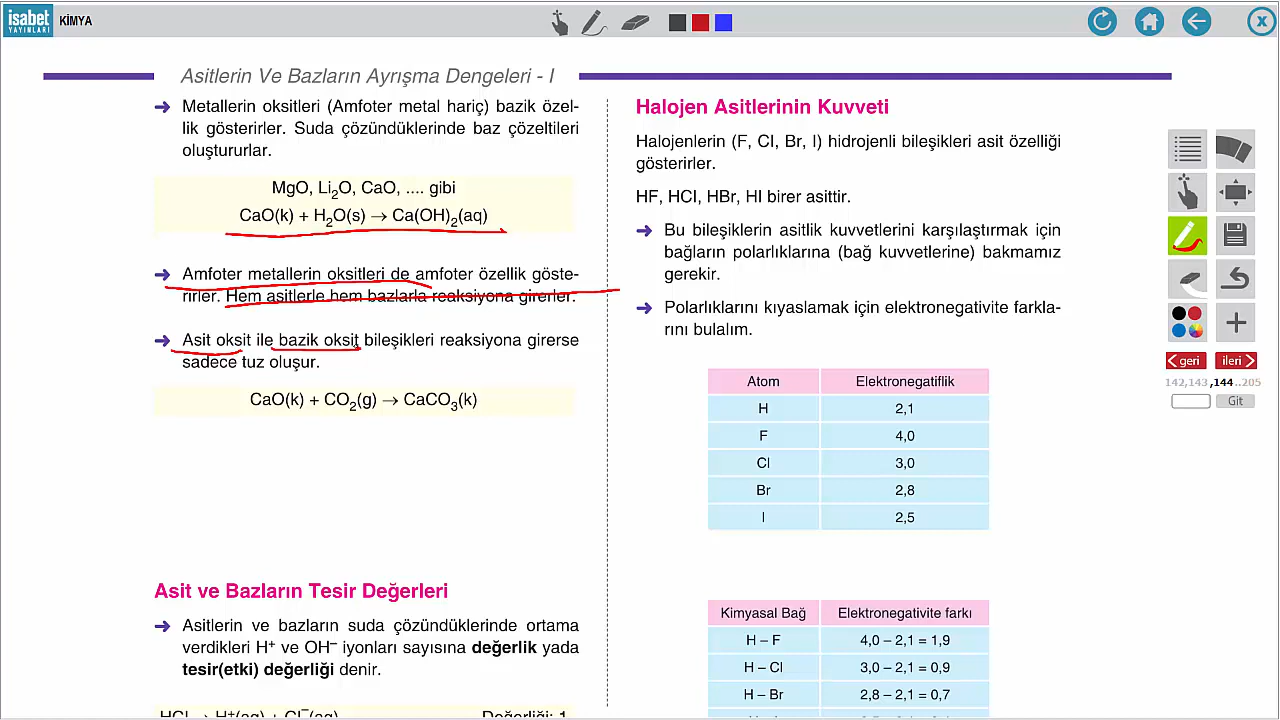 isabet
YAYINLARI
KİMYA
Asitlerin Ve Bazların Ayrışma Dengeleri - I
Metallerin oksitleri (Amfoter metal hariç) bazik özel-
lik gösterirler. Suda çözündüklerinde baz çözeltileri
oluştururlar.
MgO, Li₂O, CaO, .... gibi
CaO(k) + H₂O(s) → Ca(OH)₂(aq)
Amfoter metallerin oksitleri de amfoter özellik göste-
rirler. Hem asitlerle hem bazlarla reaksiyona girerler.
Asit oksit ile bazik oksit bileşikleri reaksiyona girerse
sadece tuz oluşur.
CaO(k) + CO₂(g) → CaCO₃(k)
Asit ve Bazların Tesir Değerleri
Asitlerin ve bazların suda çözündüklerinde ortama
verdikleri H⁺ ve OH⁻ iyonları sayısına değerlik yada
tesir(etki) değerliği denir.
HCl → H⁺(aq) + Cl⁻(aq) Değerliği: 1
Halojen Asitlerinin Kuvveti
Halojenlerin (F, Cl, Br, I) hidrojenli bileşikleri asit özelliği
gösterirler.
HF, HCl, HBr, HI birer asittir.
Bu bileşiklerin asitlik kuvvetlerini karşılaştırmak için
bağların polarlıklarına (bağ kuvvetlerine) bakmamız
gerekir.
Polarlıklarını kıyaslamak için elektronegativite farkla-
rını bulalım.
Atom Elektronegatiflik
H 2,1
F 4,0
Cl 3,0
Br 2,8
I 2,5
Kimyasal Bağ Elektronegativite farkı
H – F 4,0 – 2,1 = 1,9
H – Cl 3,0 – 2,1 = 0,9
H – Br 2,8 – 2,1 = 0,7
geri ileri
142,143,144..205
Git